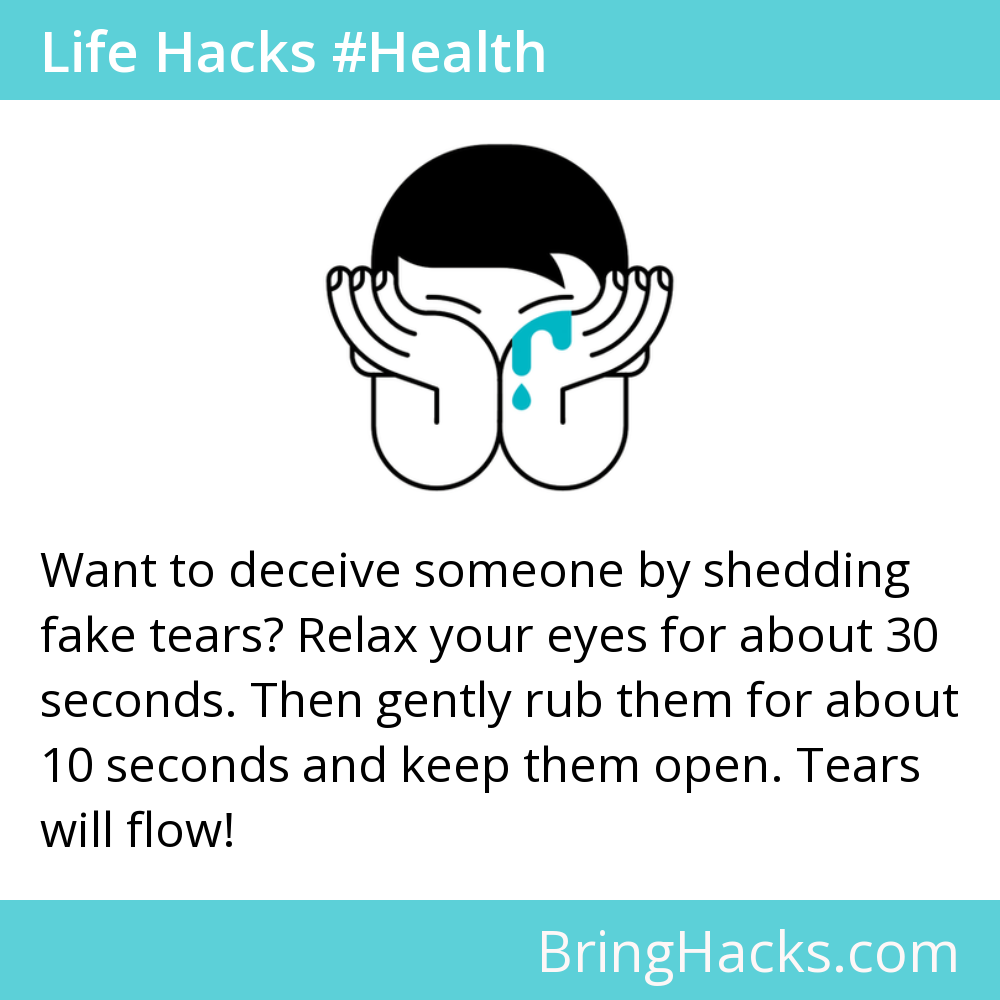 Life Hacks #Health
Want to deceive someone by shedding
fake tears? Relax your eyes for about 30
seconds. Then gently rub them for about
10 seconds and keep them open. Tears
will flow!
BringHacks.com